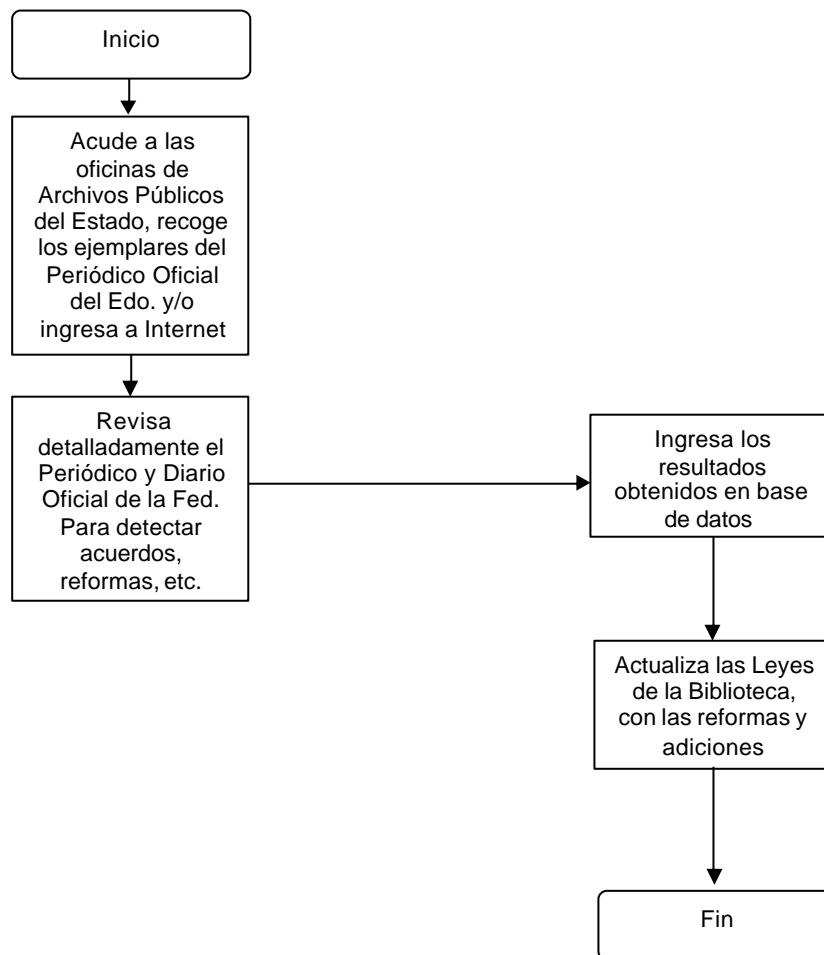 Inicio
Acude a las
oficinas de
Archivos Públicos
del Estado, recoge
los ejemplares del
Periódico Oficial
del Edo. y/o
ingresa a Internet
Revisa
detalladamente el
Periódico y Diario
Oficial de la Fed.
Para detectar
acuerdos,
reformas, etc.
Ingresa los
resultados
obtenidos en base
de datos
Actualiza las Leyes
de la Biblioteca,
con las reformas y
adiciones
Fin